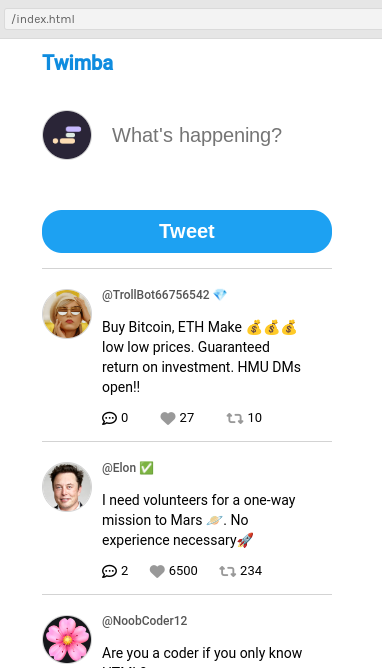 /index.html
Twimba
What's happening?
Tweet
@TrollBot66756542 💎
Buy Bitcoin, ETH Make 💰💰💰
low low prices. Guaranteed
return on investment. HMU DMs
open!!
0 27 10
@Elon ✅
I need volunteers for a one-way
mission to Mars 🪐. No
experience necessary🚀
2 6500 234
@NoobCoder12
Are you a coder if you only know